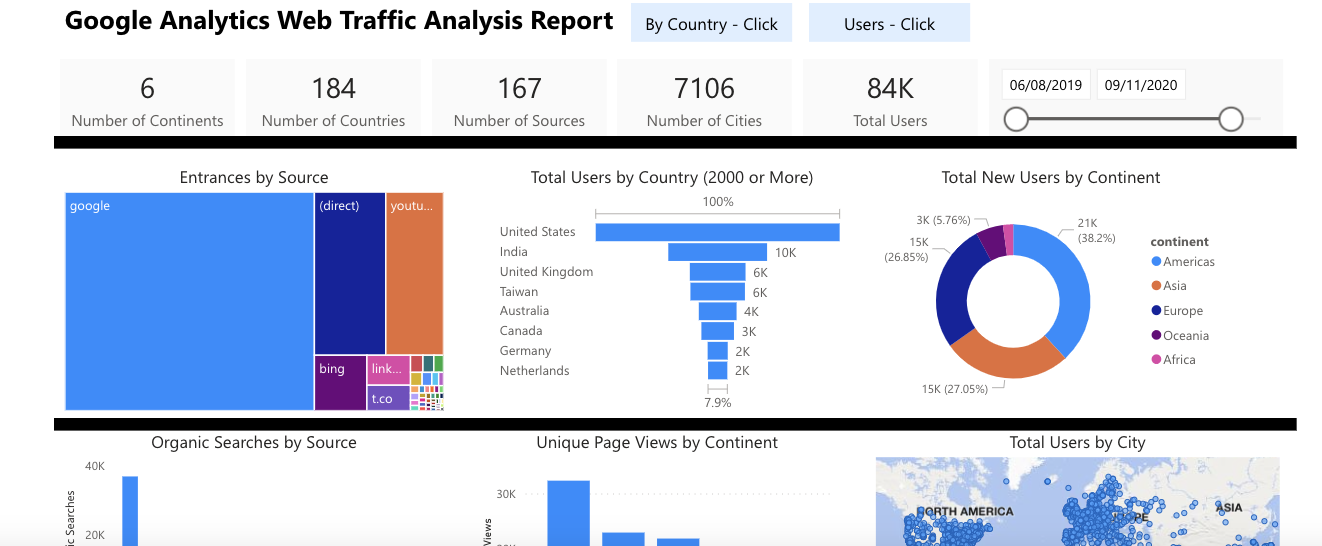 Google Analytics Web Traffic Analysis Report
By Country - Click
Users - Click
6
Number of Continents
184
Number of Countries
167
Number of Sources
7106
Number of Cities
84K
Total Users
06/08/2019
09/11/2020
Entrances by Source
google
(direct)
youtu...
bing
link...
t.co
Total Users by Country (2000 or More)
100%
United States
India
10K
United Kingdom
6K
Taiwan
6K
Australia
4K
Canada
3K
Germany
2K
Netherlands
2K
7.9%
Total New Users by Continent
3K (5.76%)
21K
(38.2%)
15K
(26.85%)
15K (27.05%)
continent
Americas
Asia
Europe
Oceania
Africa
Organic Searches by Source
40K
20K
Searches
Unique Page Views by Continent
30K
Views
Total Users by City
NORTH AMERICA
EUROPE
ASIA